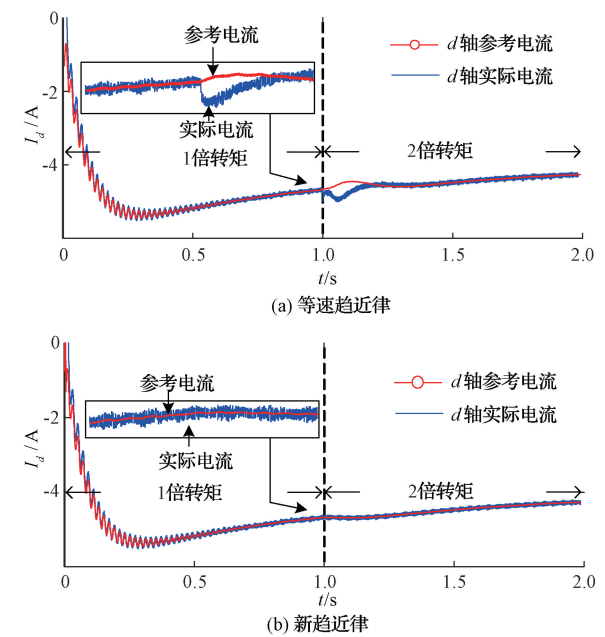 0
参考电流
d轴参考电流
d轴实际电流
-2
实际电流
I_d / A
1倍转矩
2倍转矩
-4
0
0.5
1.0
1.5
2.0
t/s
(a) 等速趋近律
0
参考电流
d轴参考电流
d轴实际电流
-2
实际电流
I_d / A
1倍转矩
2倍转矩
-4
0
0.5
1.0
1.5
2.0
t/s
(b) 新趋近律